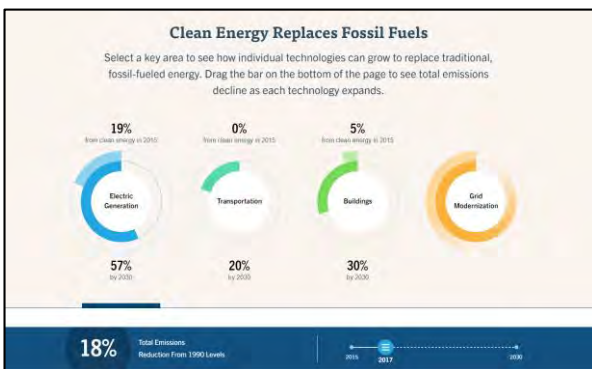 Clean Energy Replaces Fossil Fuels
Select a key area to see how individual technologies can grow to replace traditional,
fossil-fueled energy. Drag the bar on the bottom of the page to see total emissions
decline as each technology expands.
19%
from clean energy in 2015
0%
from clean energy in 2015
5%
from clean energy in 2015
Electric
Generation
Transportation
Buildings
Grid
Modernization
57%
by 2030
20%
by 2030
30%
by 2030
18%
Total Emissions
Reduction From 1990 Levels
2015
2017
2030